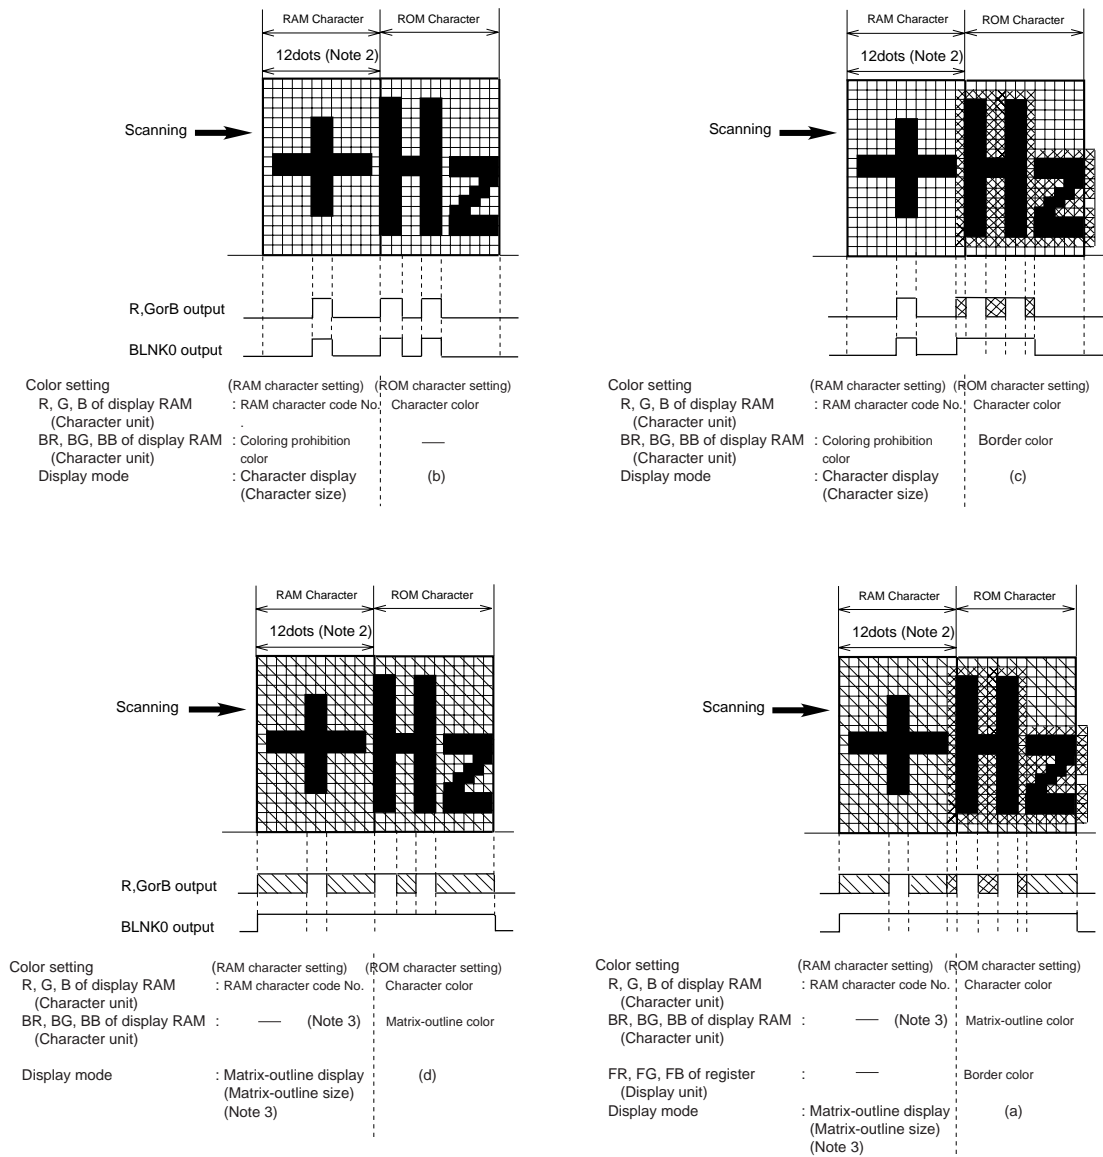 RAM Character ROM Character
12dots (Note 2)
Scanning
R,GorB output
BLNK0 output
Color setting (RAM character setting) (ROM character setting)
R, G, B of display RAM : RAM character code No. Character color
(Character unit) .
BR, BG, BB of display RAM : Coloring prohibition —
(Character unit) color
Display mode : Character display (b)
(Character size)
RAM Character ROM Character
12dots (Note 2)
Scanning
Color setting (RAM character setting) (ROM character setting)
R, G, B of display RAM : RAM character code No. Character color
(Character unit)
BR, BG, BB of display RAM : Coloring prohibition Border color
(Character unit) color
Display mode : Character display (c)
(Character size)
RAM Character ROM Character
12dots (Note 2)
Scanning
R,GorB output
BLNK0 output
Color setting (RAM character setting) (ROM character setting)
R, G, B of display RAM : RAM character code No. Character color
(Character unit)
BR, BG, BB of display RAM : — (Note 3) Matrix-outline color
(Character unit)
Display mode : Matrix-outline display (d)
(Matrix-outline size)
(Note 3)
RAM Character ROM Character
12dots (Note 2)
Scanning
Color setting (RAM character setting) (ROM character setting)
R, G, B of display RAM : RAM character code No. Character color
(Character unit)
BR, BG, BB of display RAM : — (Note 3) Matrix-outline color
(Character unit)
FR, FG, FB of register : — Border color
(Display unit)
Display mode : Matrix-outline display (a)
(Matrix-outline size)
(Note 3)